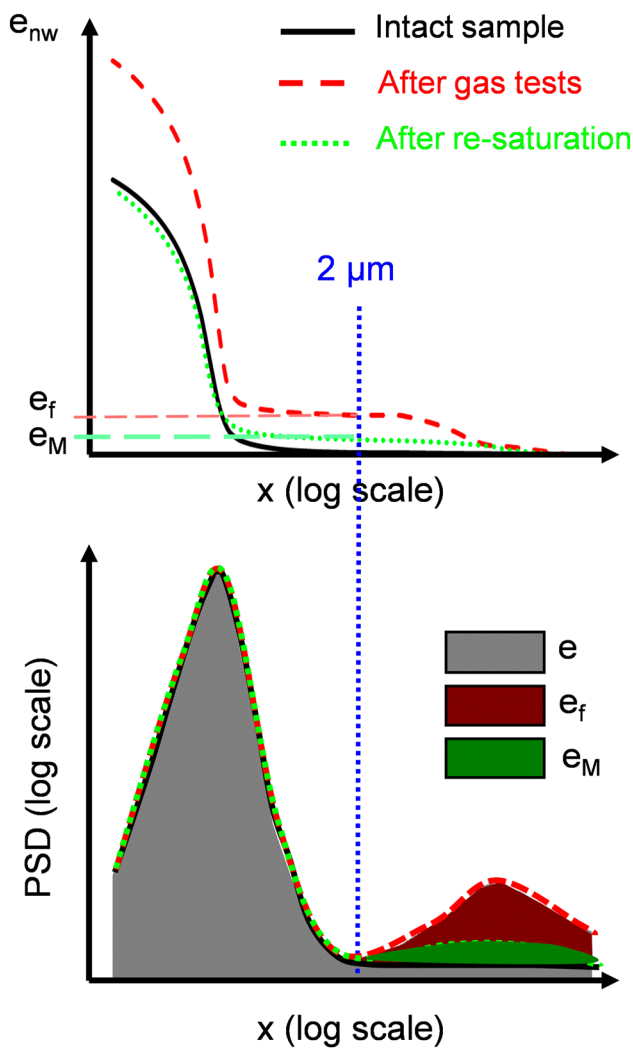 e_nw
Intact sample
After gas tests
After re-saturation
2 µm
e_f
e_M
x (log scale)
PSD (log scale)
e
e_f
e_M
x (log scale)